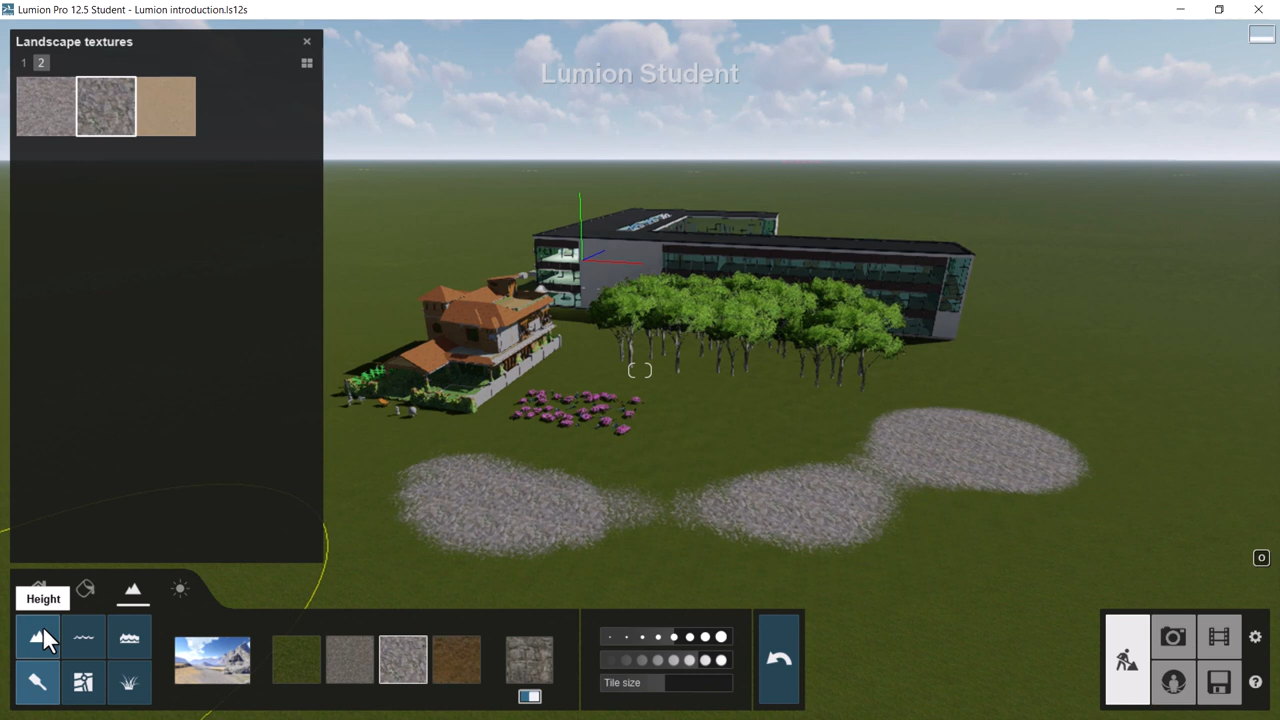 Lumion Pro 12.5 Student - Lumion introduction.ls12s
Landscape textures
1 2
Lumion Student
O
Height
Tile size
?